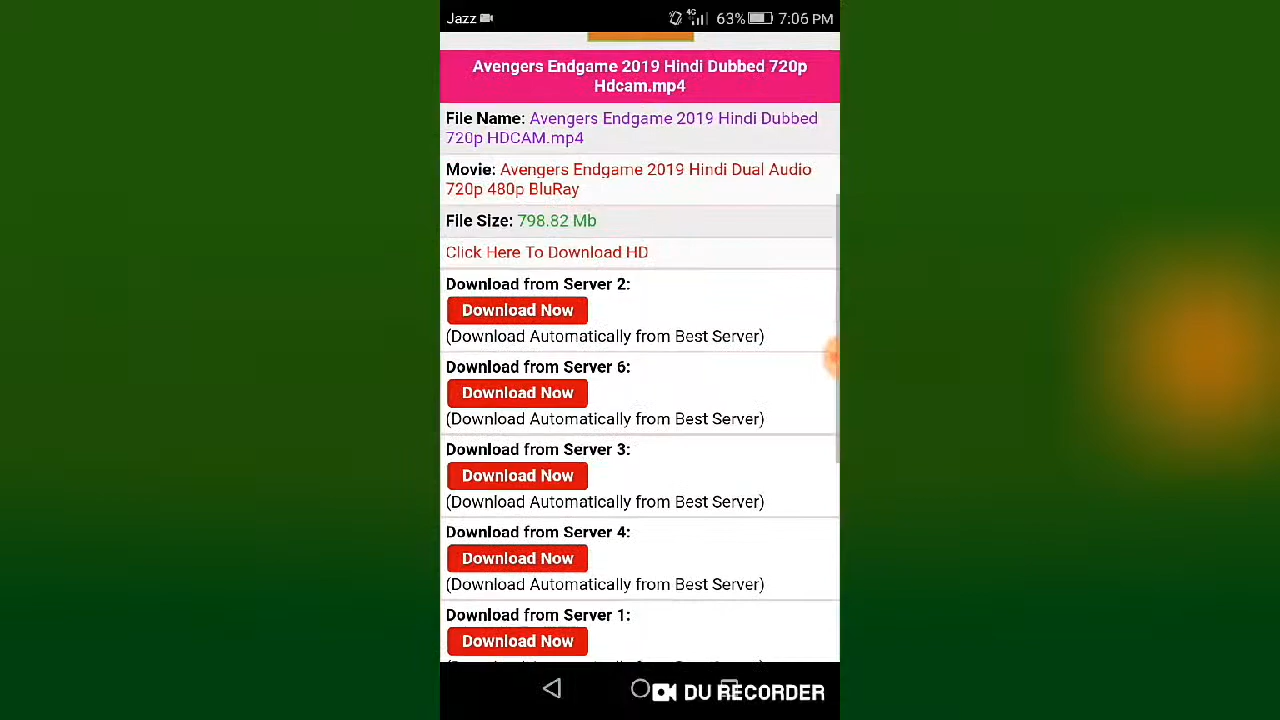 Jazz
4G
63%
7:06 PM
Avengers Endgame 2019 Hindi Dubbed 720p
Hdcam.mp4
File Name: Avengers Endgame 2019 Hindi Dubbed
720p HDCAM.mp4
Movie: Avengers Endgame 2019 Hindi Dual Audio
720p 480p BluRay
File Size: 798.82 Mb
Click Here To Download HD
Download from Server 2:
Download Now
(Download Automatically from Best Server)
Download from Server 6:
Download Now
(Download Automatically from Best Server)
Download from Server 3:
Download Now
(Download Automatically from Best Server)
Download from Server 4:
Download Now
(Download Automatically from Best Server)
Download from Server 1:
Download Now
DU RECORDER